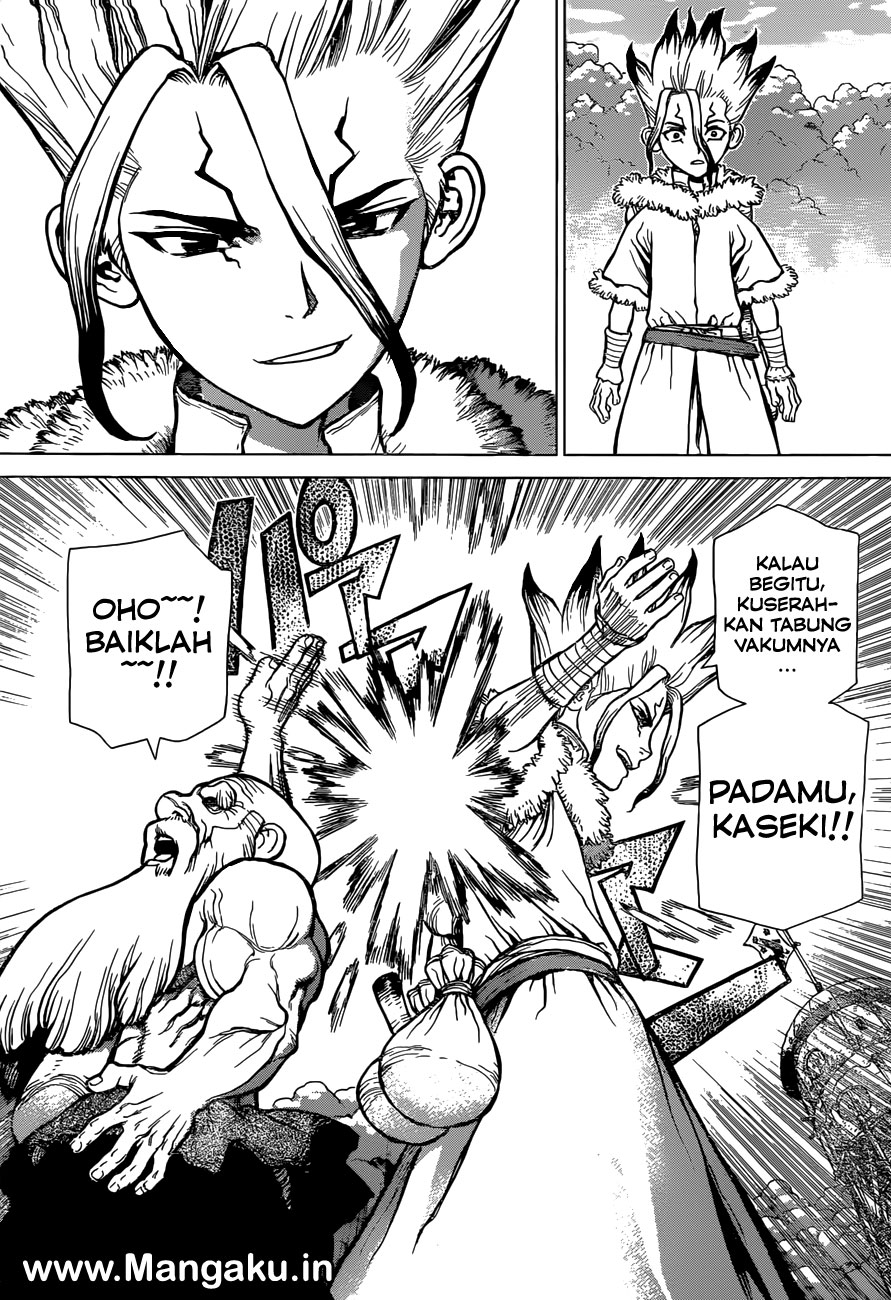 KALAU
BEGITU,
KUSERAH-
KAN TABUNG
VAKUMNYA
...
PADAMU,
KASEKI!!
OHO~~!
BAIKLAH
~~!!
www.Mangaku.in